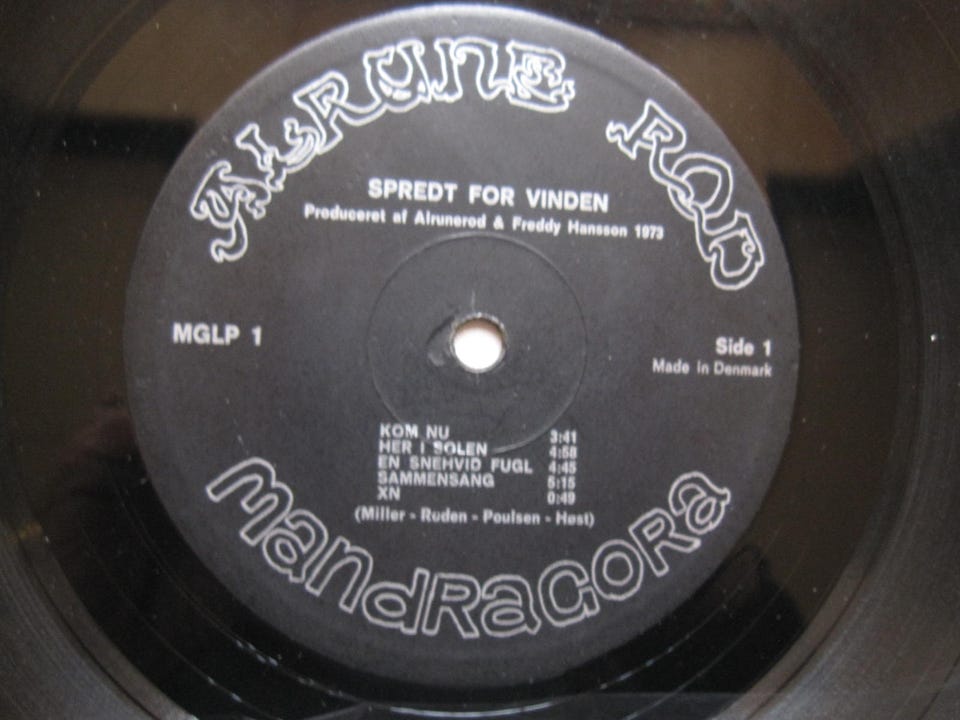 ALRUNE ROD
SPREDT FOR VINDEN
Produceret af Alrunerod & Freddy Hansson 1973
MGLP 1
Side 1
Made in Denmark
KOM NU 3:41
HER I SOLEN 4:58
EN SNEHVID FUGL 4:45
SAMMENSANG 5:15
XN 0:49
(Miller - Ruden - Poulsen - Høst)
mandRagoRa